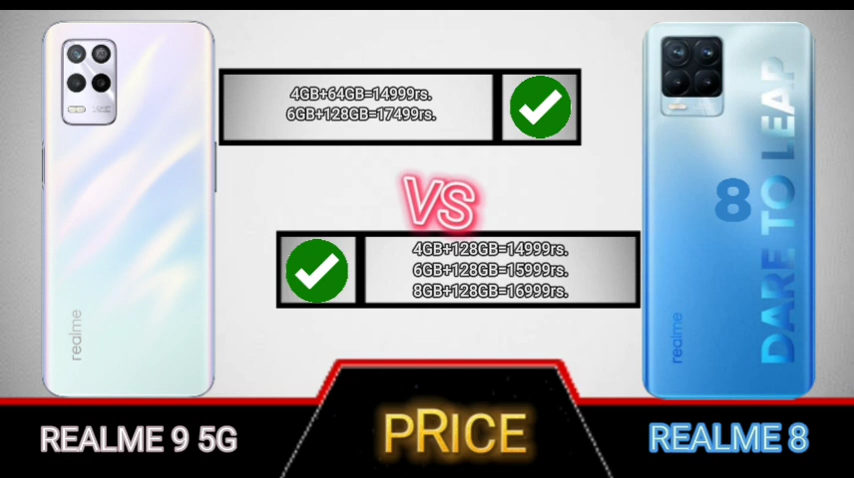 4GB+64GB=14999rs.
6GB+128GB=17499rs.
VS
4GB+128GB=14999rs.
6GB+128GB=15999rs.
8GB+128GB=16999rs.
realme
8
DARE TO LEAP
realme
REALME 9 5G
PRICE
REALME 8